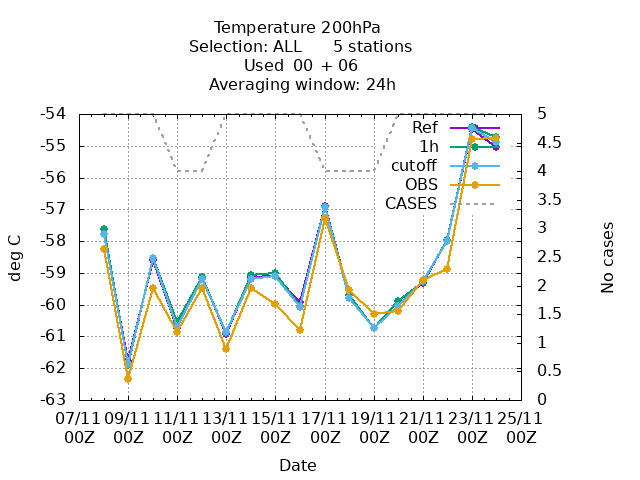 Temperature 200hPa
Selection: ALL      5 stations
Used  00 + 06
Averaging window: 24h
-54
-55
-56
-57
-58
-59
-60
-61
-62
-63
deg C
5
4.5
4
3.5
3
2.5
2
1.5
1
0.5
0
No cases
Ref
1h
cutoff
OBS
CASES
07/11 09/11 11/11 13/11 15/11 17/11 19/11 21/11 23/11 25/11
00Z 00Z 00Z 00Z 00Z 00Z 00Z 00Z 00Z 00Z
Date